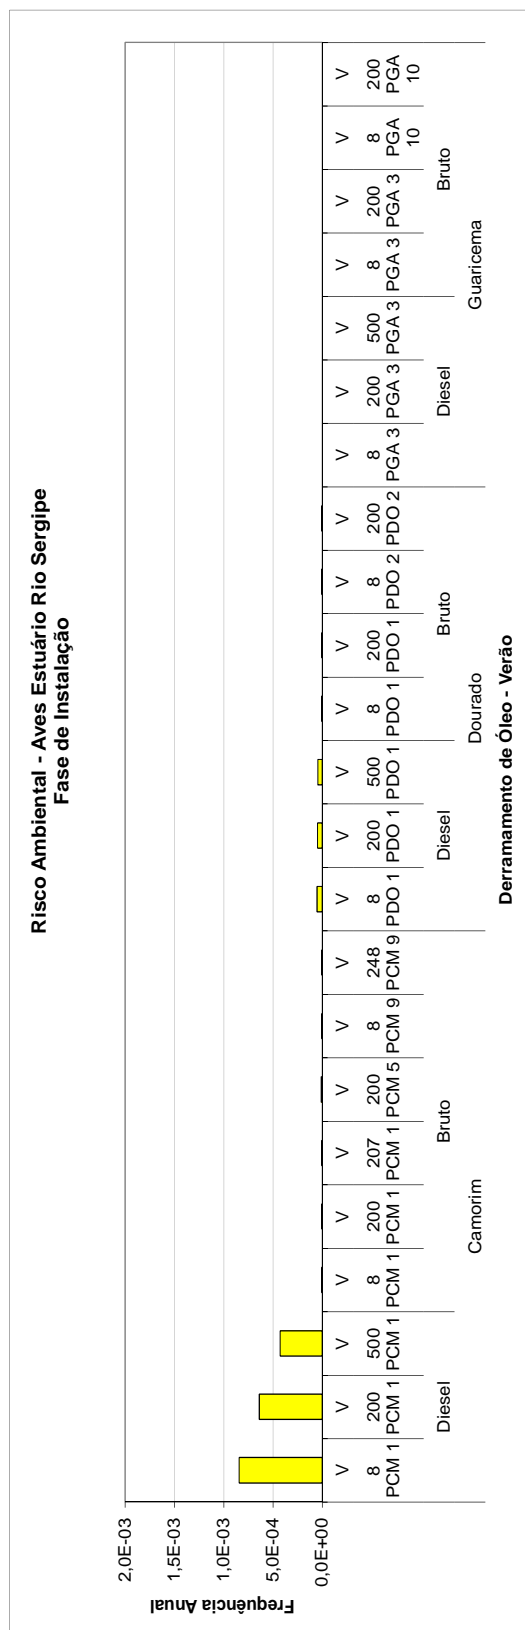 Risco Ambiental - Aves Estuário Rio Sergipe
Fase de Instalação
Frequência Anual
2,0E-03
1,5E-03
1,0E-03
5,0E-04
0,0E+00
V V V V V V V V V V V V V V V V V V V V V V V
8 200 500 8 200 207 200 8 248 8 200 500 8 200 8 200 8 200 500 8 200 8 200
PCM 1 PCM 1 PCM 1 PCM 1 PCM 1 PCM 1 PCM 5 PCM 9 PCM 9 PDO 1 PDO 1 PDO 1 PDO 1 PDO 1 PDO 2 PDO 2 PGA 3 PGA 3 PGA 3 PGA 3 PGA 3 PGA PGA
10 10
Diesel Bruto Diesel Bruto Diesel Bruto
Camorim Dourado Guaricema
Derramamento de Óleo - Verão